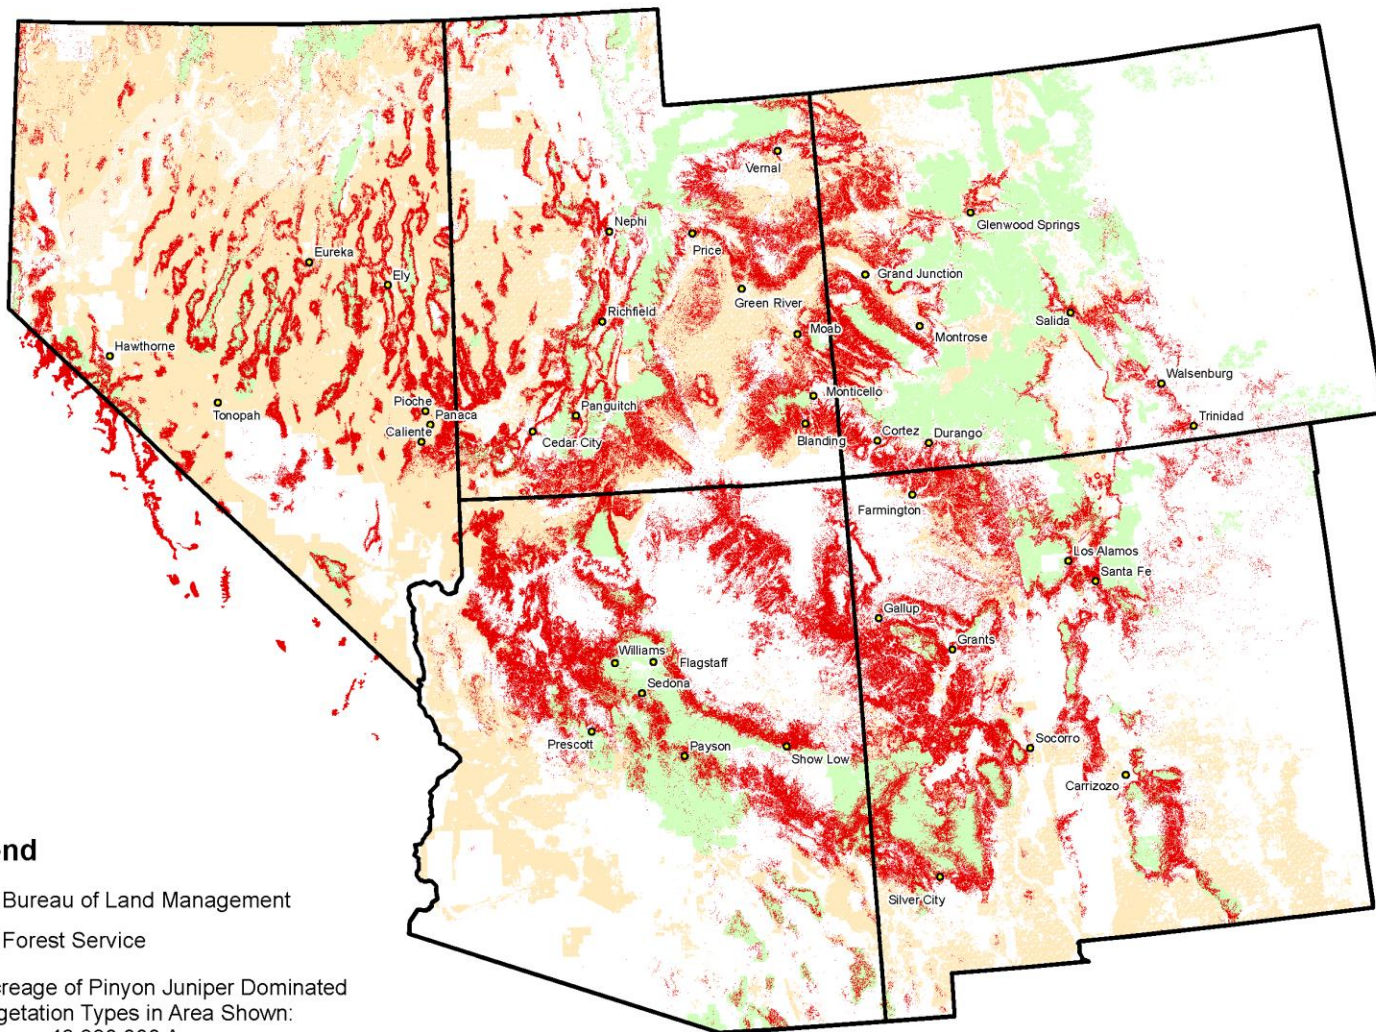 Vernal
Glenwood Springs
Nephi
Price
Eureka
Ely
Grand Junction
Green River
Richfield
Moab
Montrose
Salida
Hawthorne
Walsenburg
Tonopah
Pioche
Panaca
Panguitch
Monticello
Trinidad
Caliente
Cedar City
Blanding
Cortez
Durango
Farmington
Los Alamos
Santa Fe
Gallup
Grants
Williams
Flagstaff
Sedona
Prescott
Payson
Show Low
Socorro
Carrizozo
Silver City
nd
Bureau of Land Management
Forest Service
creage of Pinyon Juniper Dominated
getation Types in Area Shown: